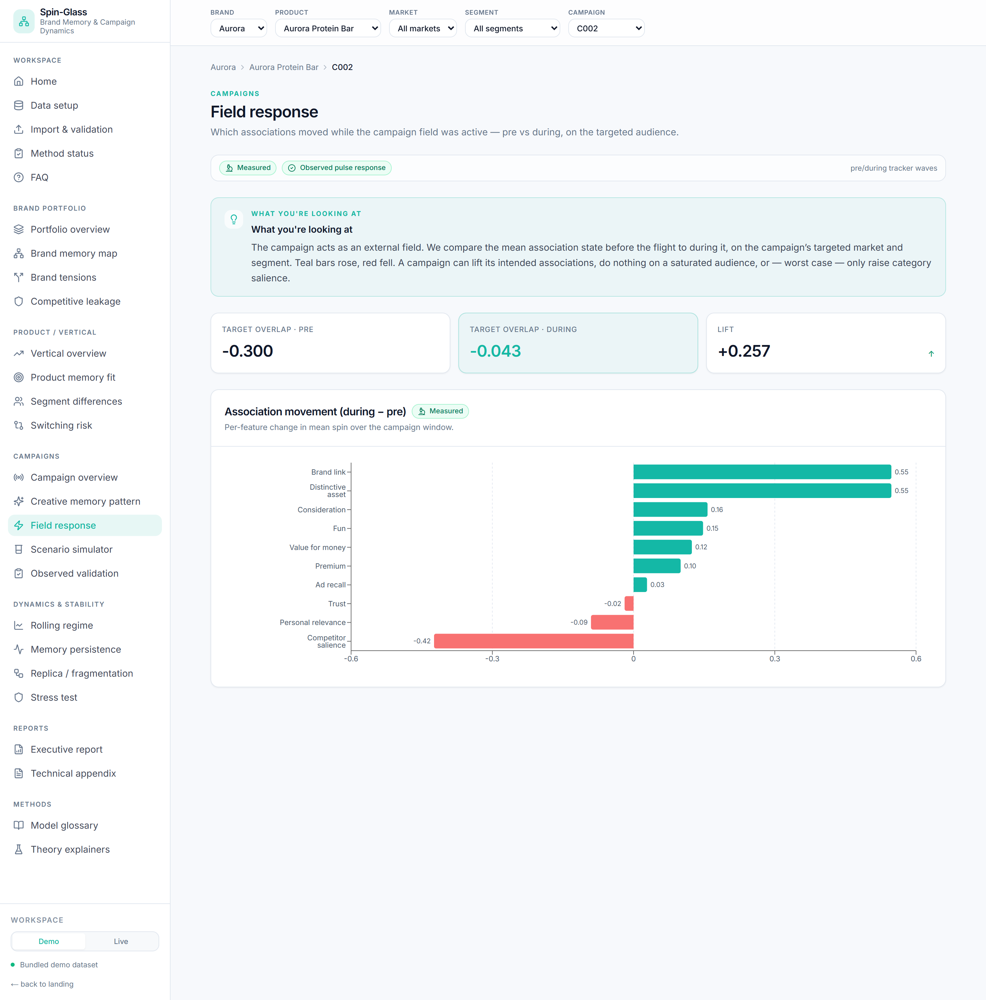 Spin-Glass
Brand Memory & Campaign
Dynamics
WORKSPACE
Home
Data setup
Import & validation
Method status
FAQ
BRAND PORTFOLIO
Portfolio overview
Brand memory map
Brand tensions
Competitive leakage
PRODUCT / VERTICAL
Vertical overview
Product memory fit
Segment differences
Switching risk
CAMPAIGNS
Campaign overview
Creative memory pattern
Field response
Scenario simulator
Observed validation
DYNAMICS & STABILITY
Rolling regime
Memory persistence
Replica / fragmentation
Stress test
REPORTS
Executive report
Technical appendix
METHODS
Model glossary
Theory explainers
WORKSPACE
Demo Live
Bundled demo dataset
← back to landing
BRAND PRODUCT MARKET SEGMENT CAMPAIGN
Aurora Aurora Protein Bar All markets All segments C002
Aurora > Aurora Protein Bar > C002
CAMPAIGNS
Field response
Which associations moved while the campaign field was active — pre vs during, on the targeted audience.
Measured Observed pulse response pre/during tracker waves
WHAT YOU'RE LOOKING AT
What you're looking at
The campaign acts as an external field. We compare the mean association state before the flight to during it, on the campaign’s targeted market and
segment. Teal bars rose, red fell. A campaign can lift its intended associations, do nothing on a saturated audience, or — worst case — only raise category
salience.
TARGET OVERLAP · PRE
-0.300
TARGET OVERLAP · DURING
-0.043
LIFT
+0.257 ↑
Association movement (during – pre) Measured
Per-feature change in mean spin over the campaign window.
Brand link 0.55
Distinctive
asset 0.55
Consideration 0.16
Fun 0.15
Value for money 0.12
Premium 0.10
Ad recall 0.03
Trust -0.02
Personal relevance -0.09
Competitor
salience -0.42
-0.6 -0.3 0 0.3 0.6